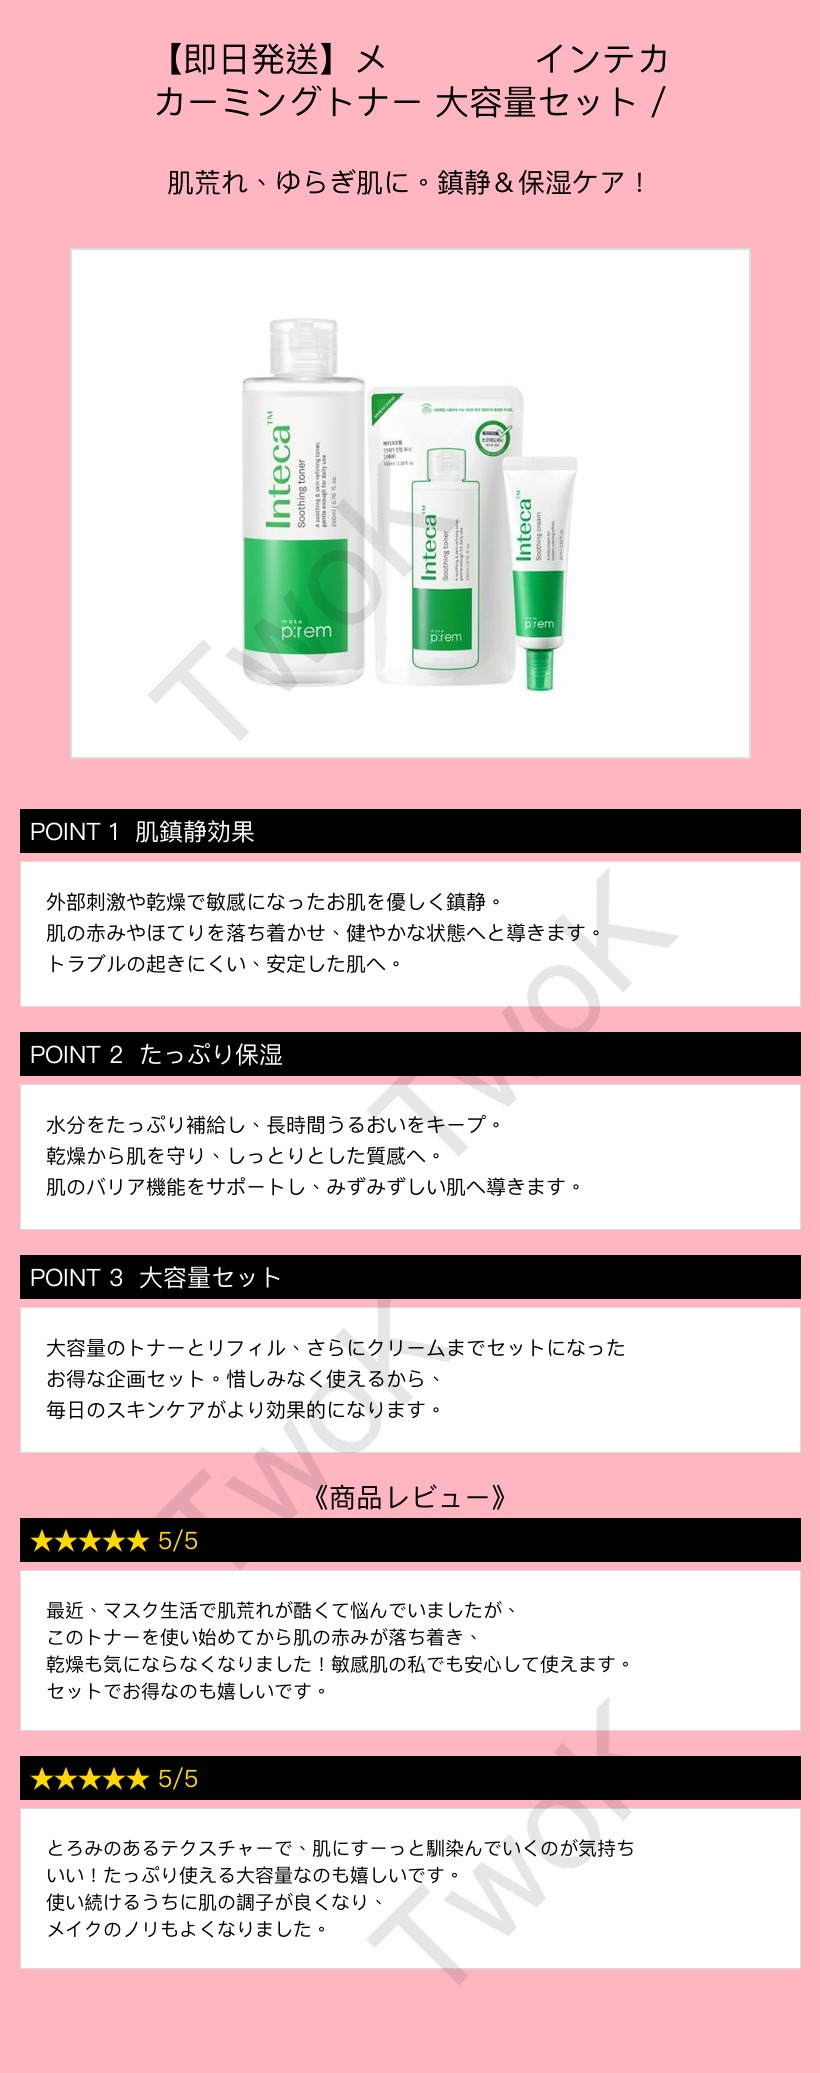 【即日発送】メ インテカ
カーミングトナー 大容量セット /
肌荒れ、ゆらぎ肌に。鎮静＆保湿ケア！
Inteca™
Soothing toner
A soothing & skin refining toner,
gentle enough for daily use
make
p:rem
Inteca™
Soothing toner
make
p:rem
Inteca™
Soothing cream
make
p:rem
TwoK
POINT 1 肌鎮静効果
外部刺激や乾燥で敏感になったお肌を優しく鎮静。
肌の赤みやほてりを落ち着かせ、健やかな状態へと導きます。
トラブルの起きにくい、安定した肌へ。
TwoK
POINT 2 たっぷり保湿
水分をたっぷり補給し、長時間うるおいをキープ。
乾燥から肌を守り、しっとりとした質感へ。
肌のバリア機能をサポートし、みずみずしい肌へ導きます。
POINT 3 大容量セット
大容量のトナーとリフィル、さらにクリームまでセットになった
お得な企画セット。惜しみなく使えるから、
毎日のスキンケアがより効果的になります。
TwoK
《商品レビュー》
★★★★★ 5/5
最近、マスク生活で肌荒れが酷くて悩んでいましたが、
このトナーを使い始めてから肌の赤みが落ち着き、
乾燥も気にならなくなりました！敏感肌の私でも安心して使えます。
セットでお得なのも嬉しいです。
★★★★★ 5/5
とろみのあるテクスチャーで、肌にすーっと馴染んでいくのが気持ち
いい！たっぷり使える大容量なのも嬉しいです。
使い続けるうちに肌の調子が良くなり、
メイクのノリもよくなりました。
TwoK